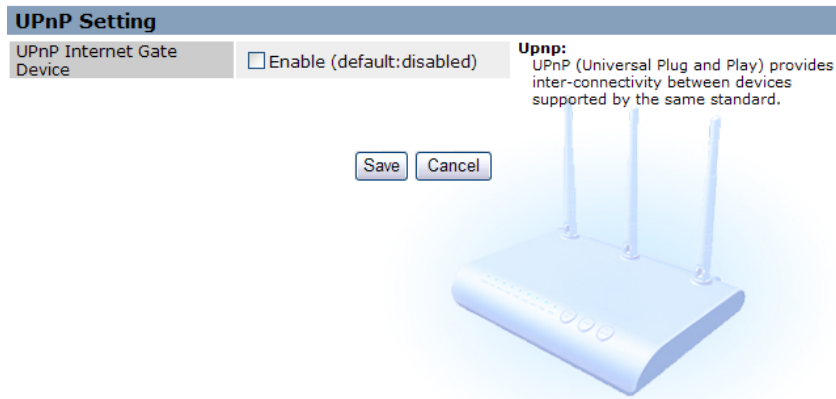 UPnP Setting
UPnP Internet Gate
Device
Enable (default:disabled)
Upnp:
UPnP (Universal Plug and Play) provides
inter-connectivity between devices
supported by the same standard.
Save
Cancel